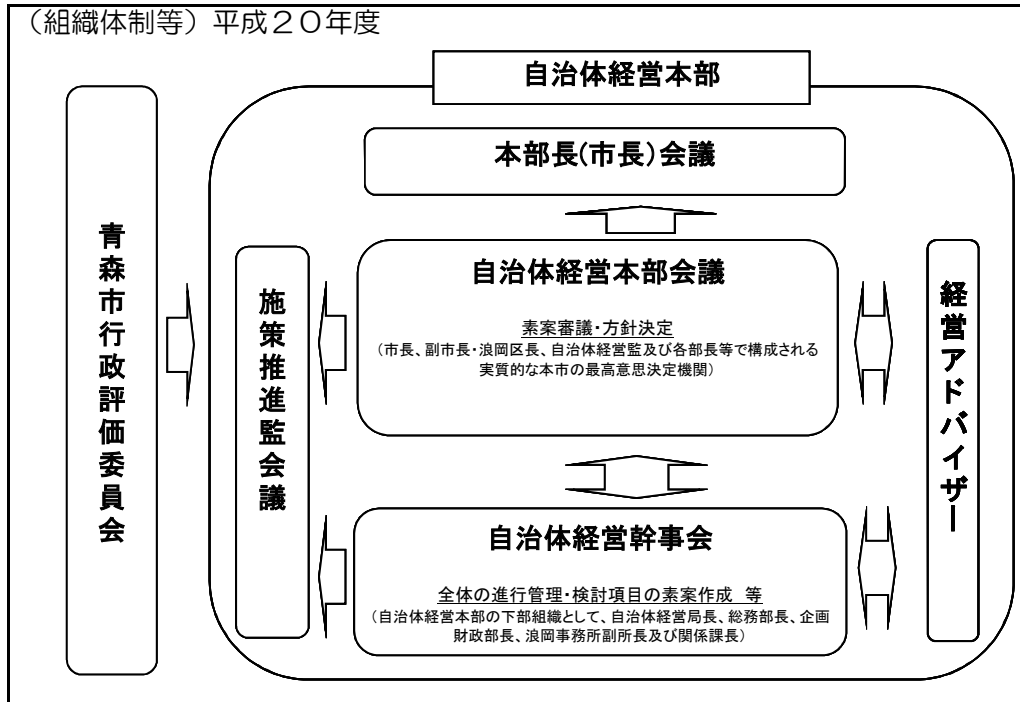 （組織体制等）平成２０年度
自治体経営本部
本部長(市長)会議
青森市行政評価委員会
施策推進監会議
自治体経営本部会議
素案審議・方針決定
（市長、副市長・浪岡区長、自治体経営監及び各部長等で構成される
実質的な本市の最高意思決定機関）
経営アドバイザー
自治体経営幹事会
全体の進行管理・検討項目の素案作成　等
（自治体経営本部の下部組織として、自治体経営局長、総務部長、企画
財政部長、浪岡事務所副所長及び関係課長）